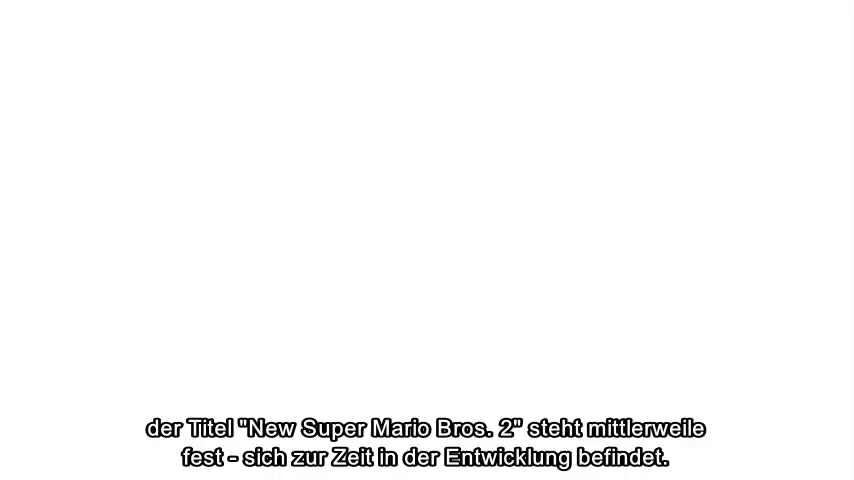 der Titel "New Super Mario Bros. 2" steht mittlerweile
fest - sich zur Zeit in der Entwicklung befindet.